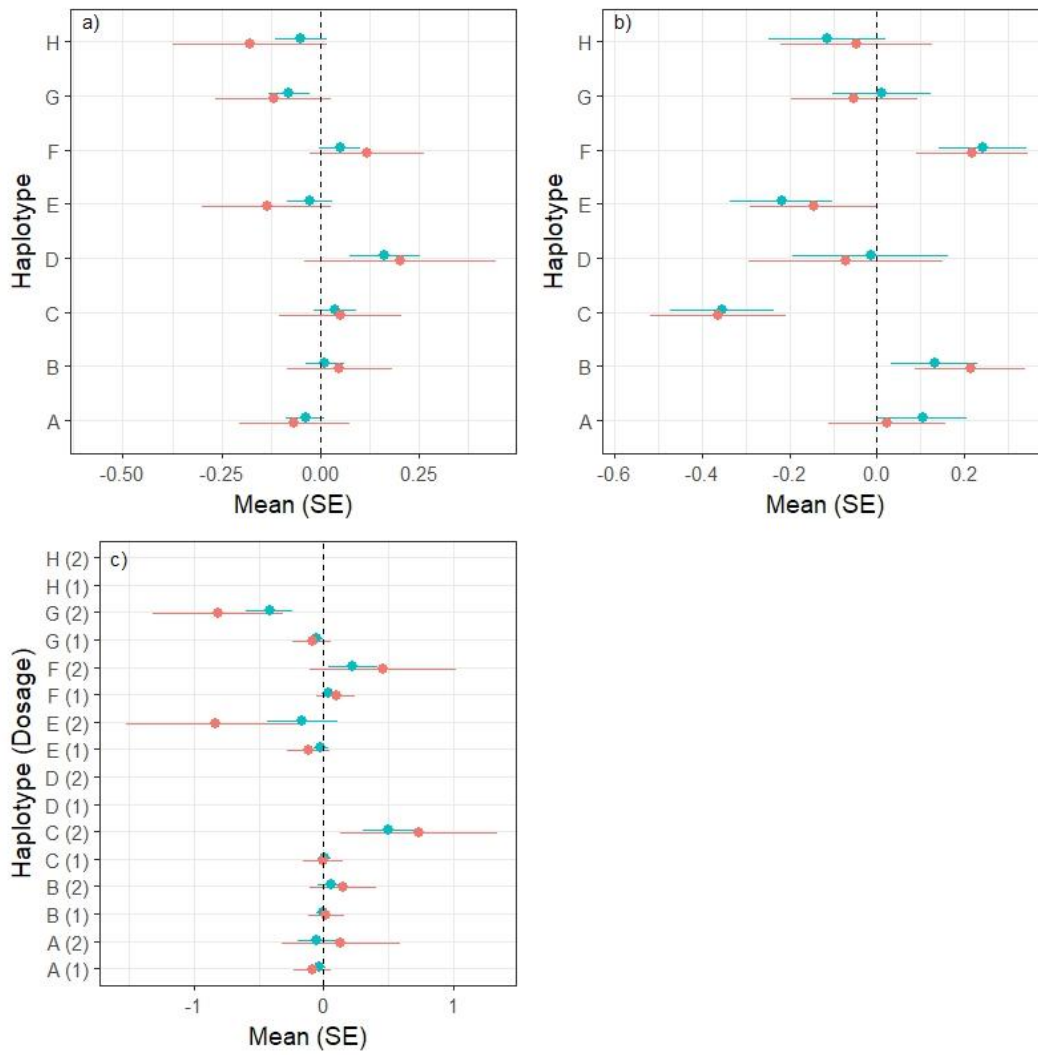 a)
Haplotype
H
G
F
E
D
C
B
A
-0.50 -0.25 0.00 0.25
Mean (SE)
b)
Haplotype
H
G
F
E
D
C
B
A
-0.6 -0.4 -0.2 0.0 0.2
Mean (SE)
c)
Haplotype (Dosage)
H (2)
H (1)
G (2)
G (1)
F (2)
F (1)
E (2)
E (1)
D (2)
D (1)
C (2)
C (1)
B (2)
B (1)
A (2)
A (1)
-1 0 1
Mean (SE)